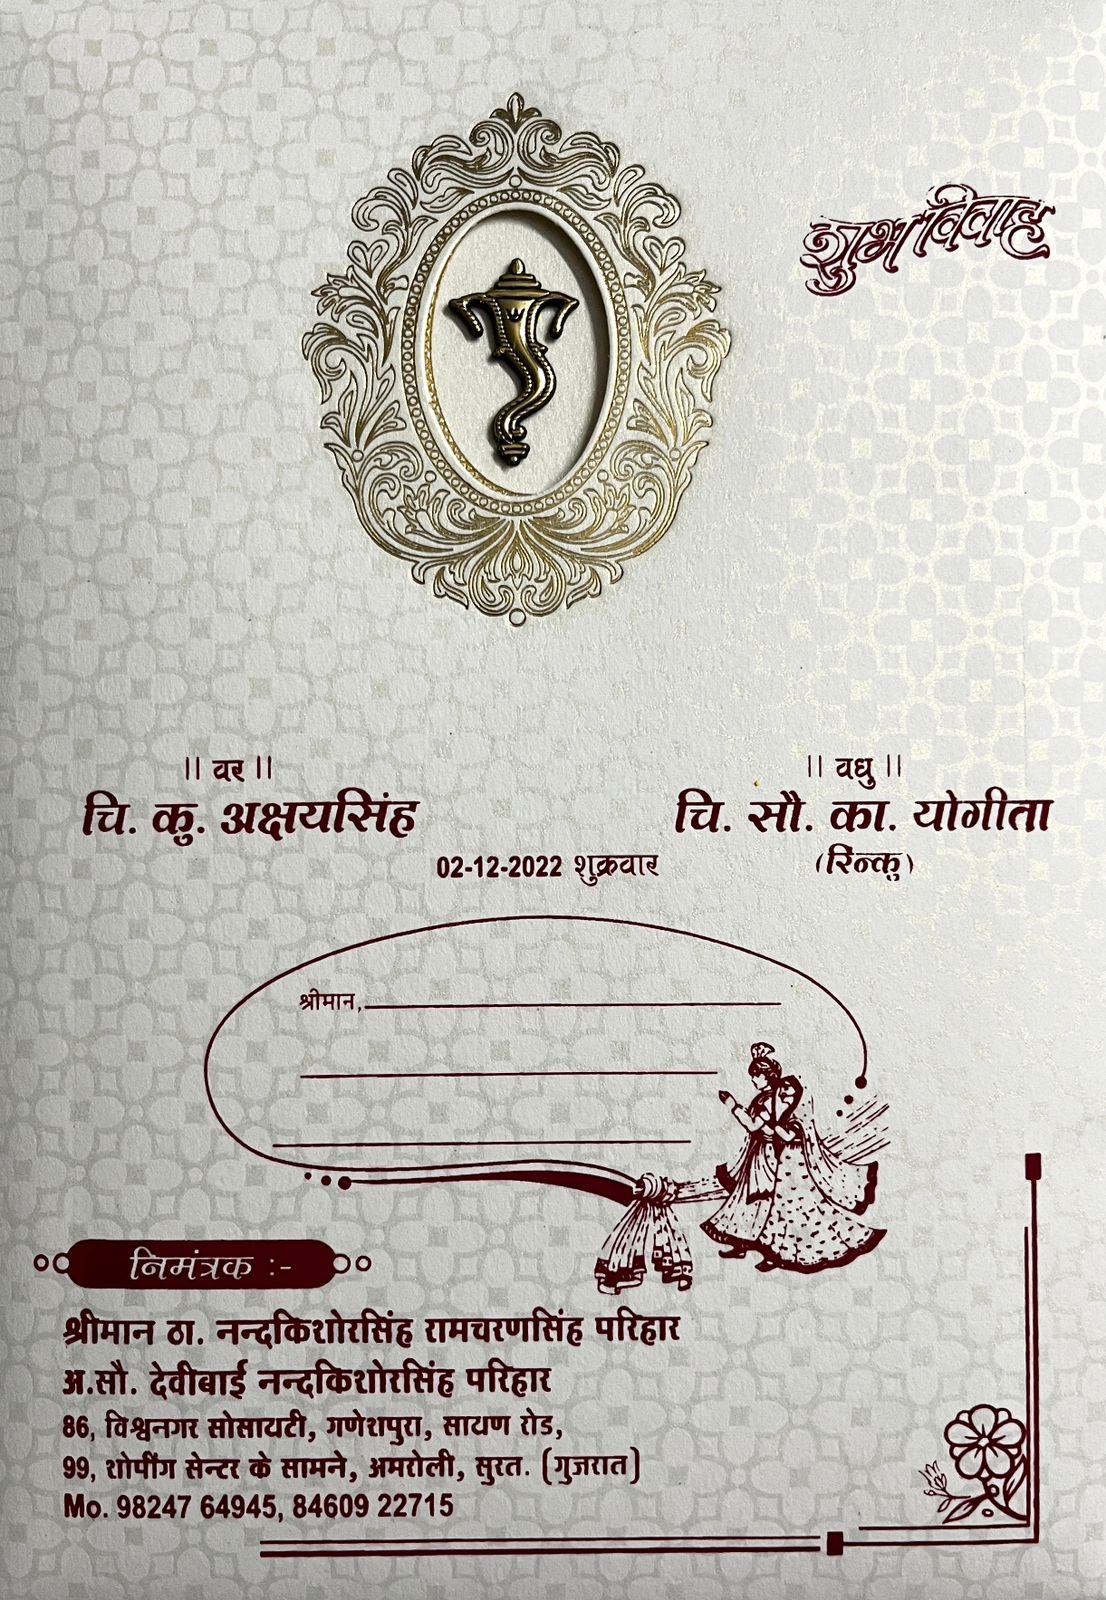 शुभ विवाह
|| वर ||
चि. कु. अक्षयसिंह
|| वधु ||
चि. सौ. का. योगीता
(रिन्कु)
02-12-2022 शुक्रवार
श्रीमान,
निमंत्रक :-
श्रीमान ठा. नन्दकिशोरसिंह रामचरणसिंह परिहार
अ.सौ. देवीबाई नन्दकिशोरसिंह परिहार
86, विश्वनगर सोसायटी, गणेशपुरा, सायण रोड,
99, शोपींग सेन्टर के सामने, अमरोली, सुरत. (गुजरात)
Mo. 98247 64945, 84609 22715